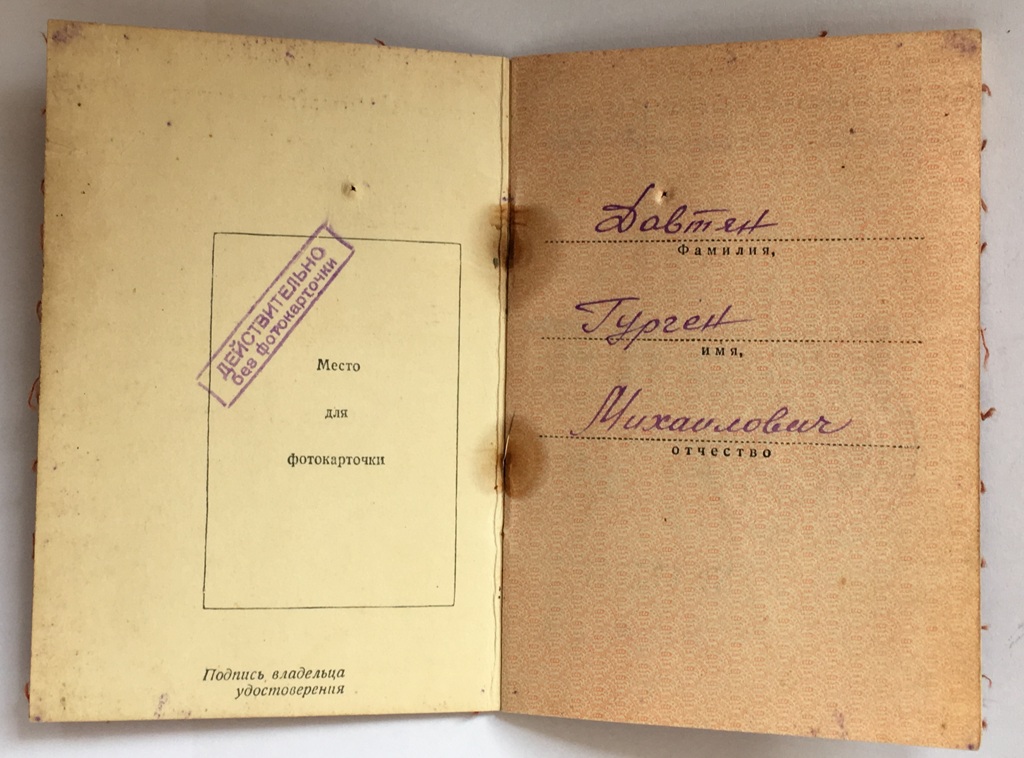 ДЕЙСТВИТЕЛЬНО
без фотокарточки
Место
для
фотокарточки
Подпись владельца
удостоверения
Давтян
Фамилия,
Гурген
имя,
Михайлович
отчество